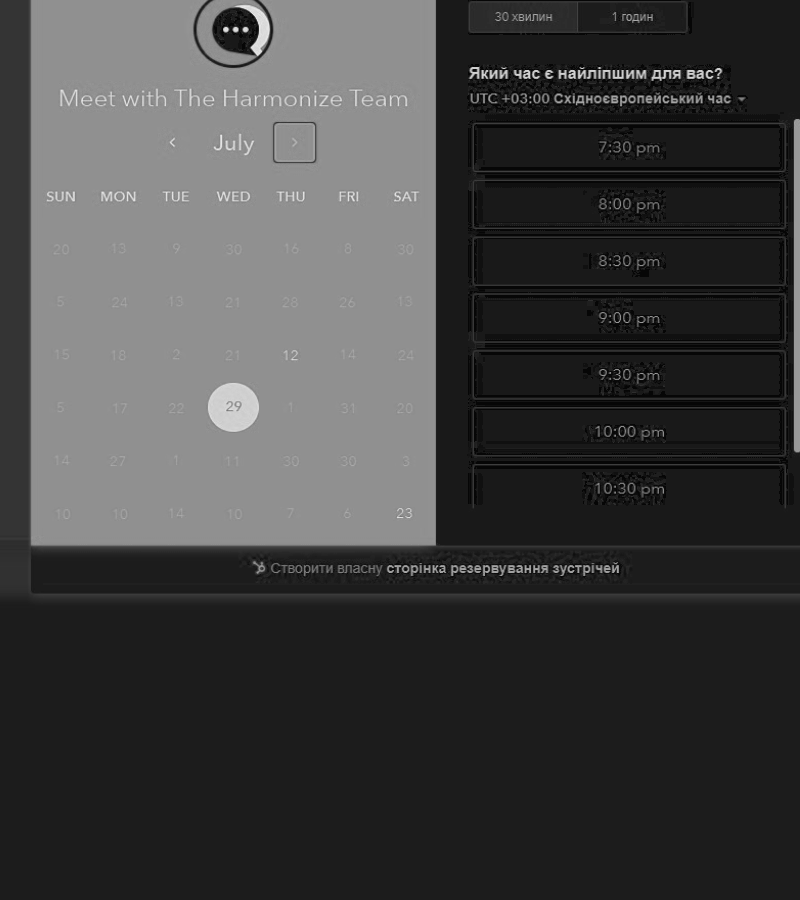 Meet with The Harmonize Team
July
SUN MON TUE WED THU FRI SAT
20 13 9 30 16 8 30
5 24 13 21 28 26 13
15 18 2 21 12 14 24
5 17 22 29 1 31 20
14 27 1 11 30 30 3
10 10 14 10 7 6 23
30 хвилин 1 годин
Який час є найліпшим для вас?
UTC +03:00 Східноєвропейський час
7:30 pm
8:00 pm
8:30 pm
9:00 pm
9:30 pm
10:00 pm
10:30 pm
Створити власну сторінка резервування зустрічей